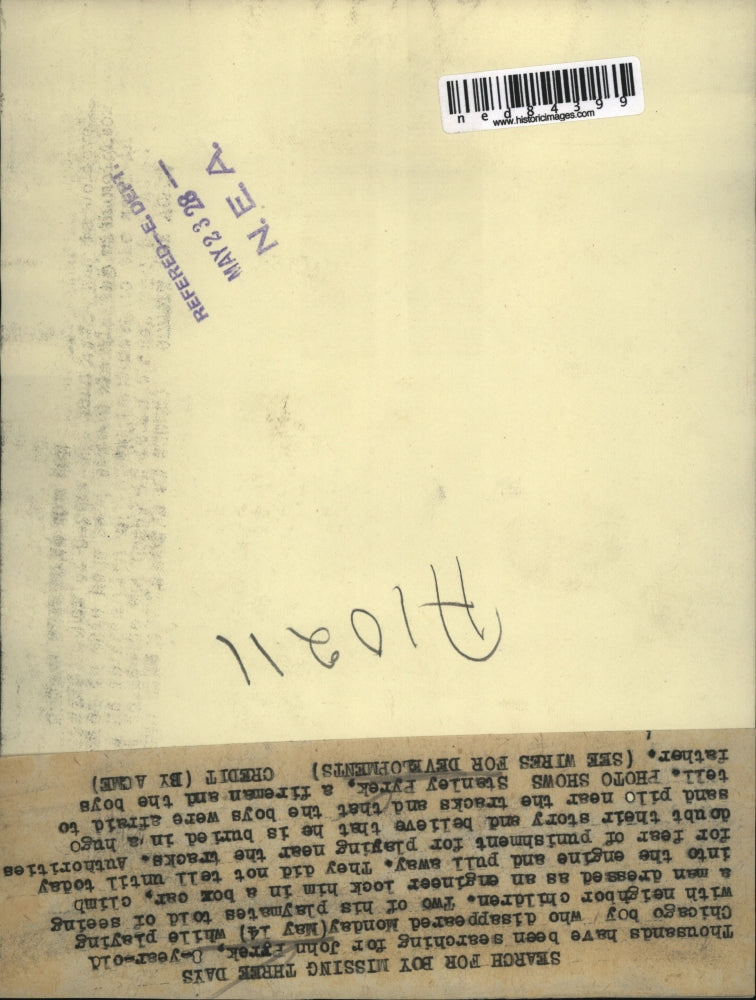 ned84399
www.historicimages.com
REFERED-E. DEPT.
MAY 23 28
N. E. A.
A10211
SEARCH FOR BOY MISSING THREE DAYS
Thousands have been searching for John Pyrek, 8-year-old
Chicago boy who disappeared Monday(May 14) while playing
with neighbor children. Two of his playmates told of seeing
a man dressed as an engineer lock him in a box car, climb
into the engine and pull away. They did not tell until today
for fear of punishment for playing near the tracks. Authorities
doubt their story and believe that he is buried in a hugo
sand pile near the tracks and that the boys were afraid to
tell. PHOTO SHOWS Stanley Pyrek, a fireman and the boys
father. (SEE WIRES FOR DEVELOPMENTS) CREDIT (BY ACME)